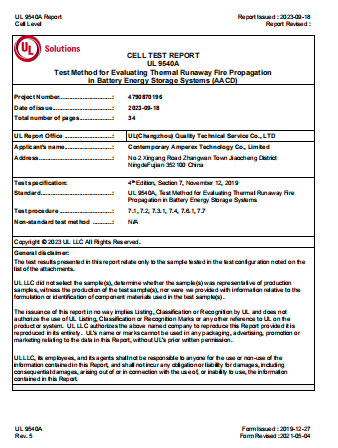 UL 9540A Report Report Issued : 2023-09-18
Cell Level Report Revised :
UL Solutions
CELL TEST REPORT
UL 9540A
Test Method for Evaluating Thermal Runaway Fire Propagation
in Battery Energy Storage Systems (AACD)
Project Number.......................: 4790870196
Date of issue..........................: 2023-09-18
Total number of pages..............: 34
UL Report Office .....................: UL(Changzhou) Quality Technical Service Co., LTD
Applicant's name.....................: Contemporary Amperex Technology Co., Limited
Address.................................: No 2 Xingang Road Zhangwan Town Jiaocheng District
NingdeFujian 352100 China
Test specification:
4th Edition, Section 7, November 12, 2019
Standard................................: UL 9540A, Test Method for Evaluating Thermal Runaway Fire
Propagation in Battery Energy Storage Systems
Test procedure .......................: 7.1, 7.2, 7.3.1, 7.4, 7.6.1, 7.7
Non-standard test method .........: N/A
Copyright © 2023 UL LLC All Rights Reserved.
General disclaimer:
The test results presented in this report relate only to the sample tested in the test configuration noted on the
list of the attachments.
UL LLC did not select the sample(s), determine whether the sample(s) was representative of production
samples, witness the production of the test sample(s), nor were we provided with information relative to the
formulation or identification of component materials used in the test sample(s).
The issuance of this report in no way implies Listing, Classification or Recognition by UL and does not
authorize the use of UL Listing, Classification or Recognition Marks or any other reference to UL on the
product or system. UL LLC authorizes the above named company to reproduce this Report provided it is
reproduced in its entirety. UL's name or marks cannot be used in any packaging, advertising, promotion or
marketing relating to the data in this Report, without UL's prior written permission.
UL LLC, its employees, and its agents shall not be responsible to anyone for the use or non-use of the
information contained in this Report, and shall not incur any obligation or liability for damages, including
consequential damages, arising out of or in connection with the use of, or inability to use, the information
contained in this Report.
UL 9540A Form Issued : 2019-12-27
Rev. 5 Form Revised : 2021-05-04